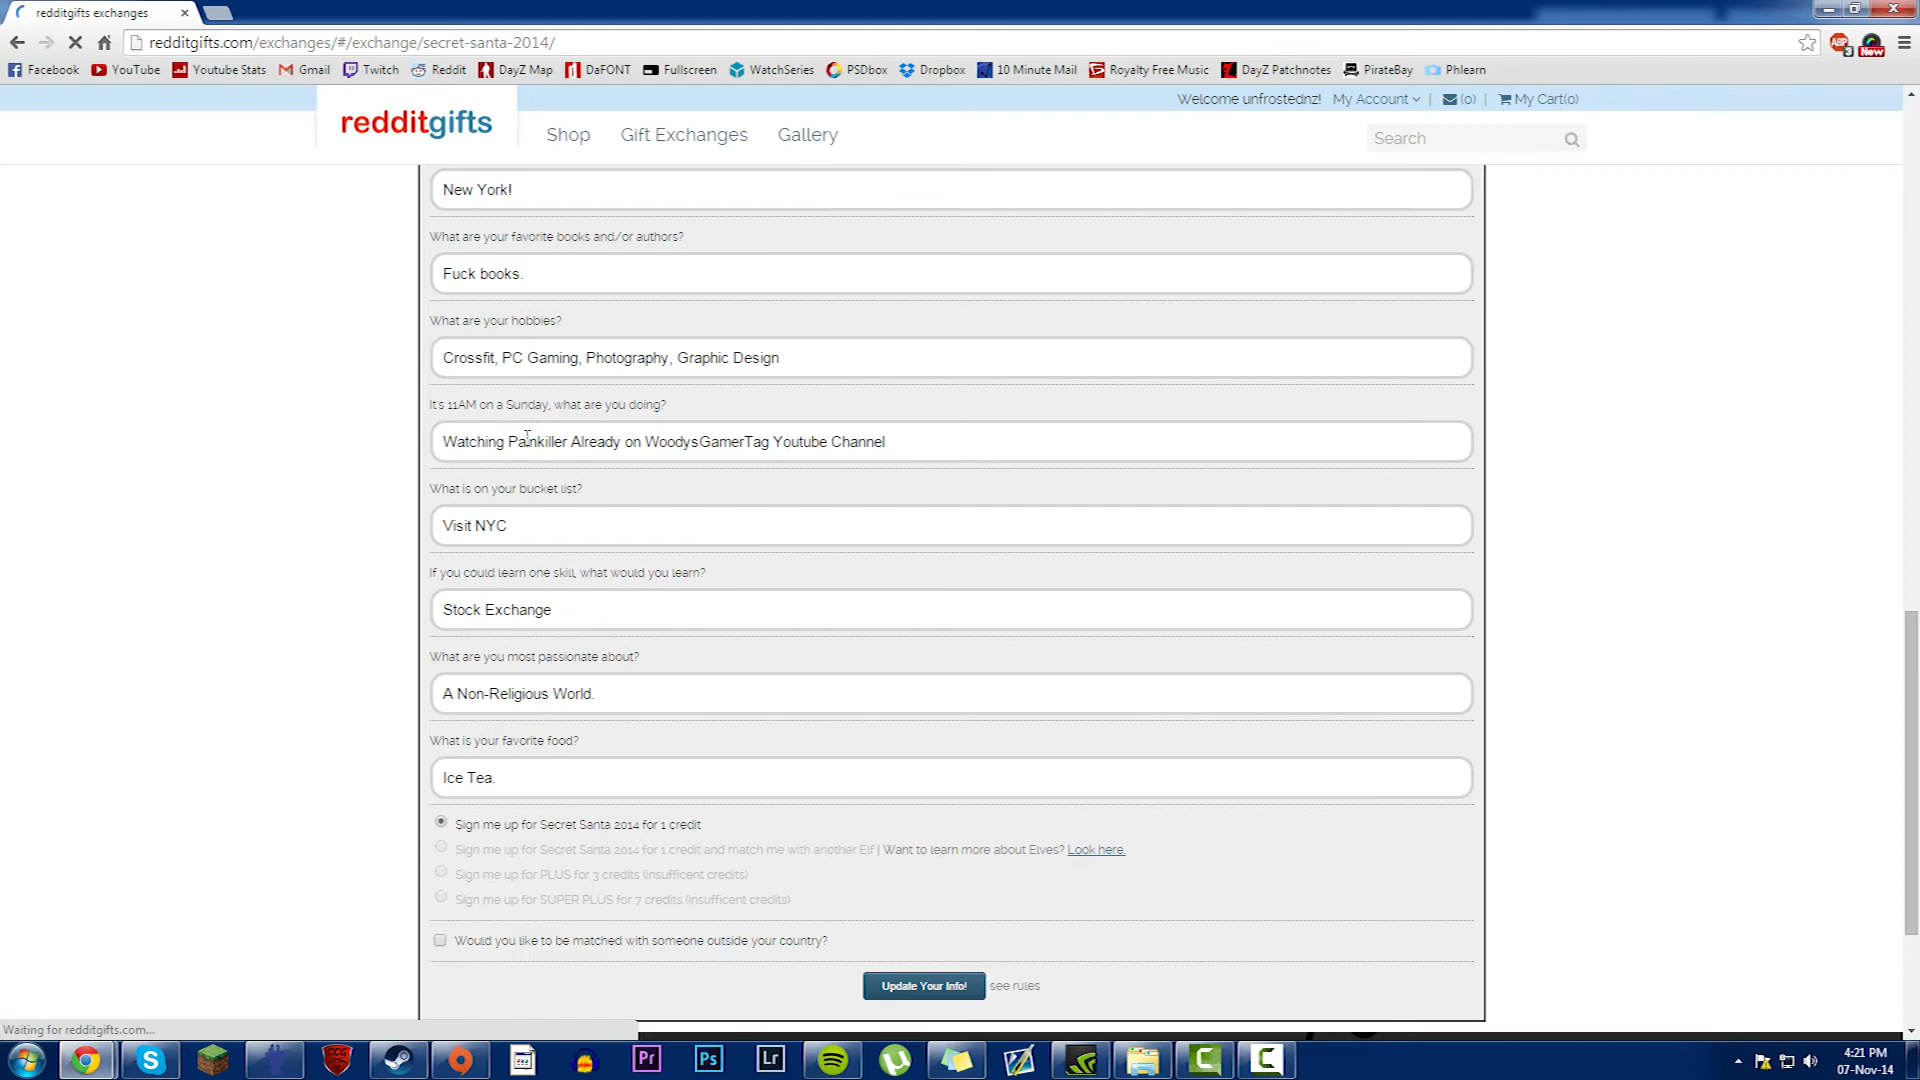 redditgifts exchanges
redditgifts.com/exchanges/#/exchange/secret-santa-2014/
ABP 3 New
Facebook YouTube Youtube Stats Gmail Twitch Reddit DayZ Map DaFONT Fullscreen WatchSeries PSDbox Dropbox 10 Minute Mail Royalty Free Music DayZ Patchnotes PirateBay Phlearn
Welcome unfrostednz! My Account | (0) | My Cart(0)
redditgifts Shop Gift Exchanges Gallery Search
New York!
What are your favorite books and/or authors?
Fuck books.
What are your hobbies?
Crossfit, PC Gaming, Photography, Graphic Design
It's 11AM on a Sunday, what are you doing?
Watching Painkiller Already on WoodysGamerTag Youtube Channel
What is on your bucket list?
Visit NYC
If you could learn one skill, what would you learn?
Stock Exchange
What are you most passionate about?
A Non-Religious World.
What is your favorite food?
Ice Tea.
Sign me up for Secret Santa 2014 for 1 credit
Sign me up for Secret Santa 2014 for 1 credit and match me with another Elf | Want to learn more about Elves? Look here.
Sign me up for PLUS for 3 credits (insufficent credits)
Sign me up for SUPER PLUS for 7 credits (insufficent credits)
Would you like to be matched with someone outside your country?
Update Your Info! see rules
Waiting for redditgifts.com...
Pr Ps Lr
4:21 PM
07-Nov-14